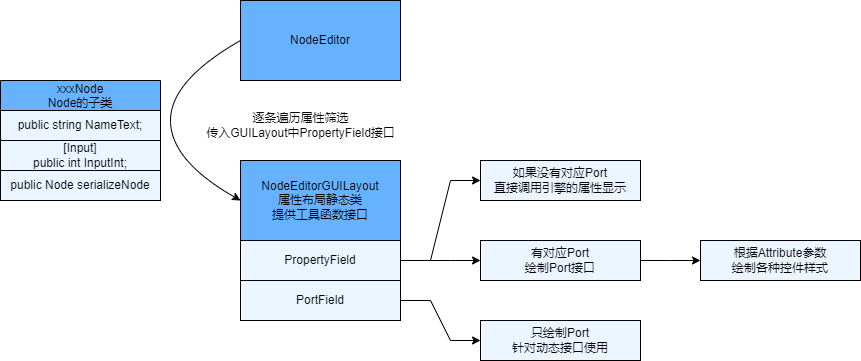 NodeEditor
xxxNode
Node的子类
public string NameText;
[Input]
public int InputInt;
public Node serializeNode
逐条遍历属性筛选
传入GUILayout中PropertyField接口
NodeEditorGUILayout
属性布局静态类
提供工具函数接口
PropertyField
PortField
如果没有对应Port
直接调用引擎的属性显示
有对应Port
绘制Port接口
根据Attribute参数
绘制各种控件样式
只绘制Port
针对动态接口使用